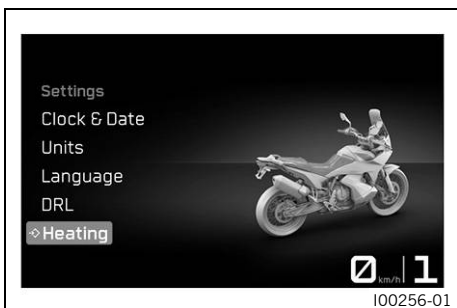 Settings
Clock & Date
Units
Language
DRL
Heating
0 km/h 1
I00256-01